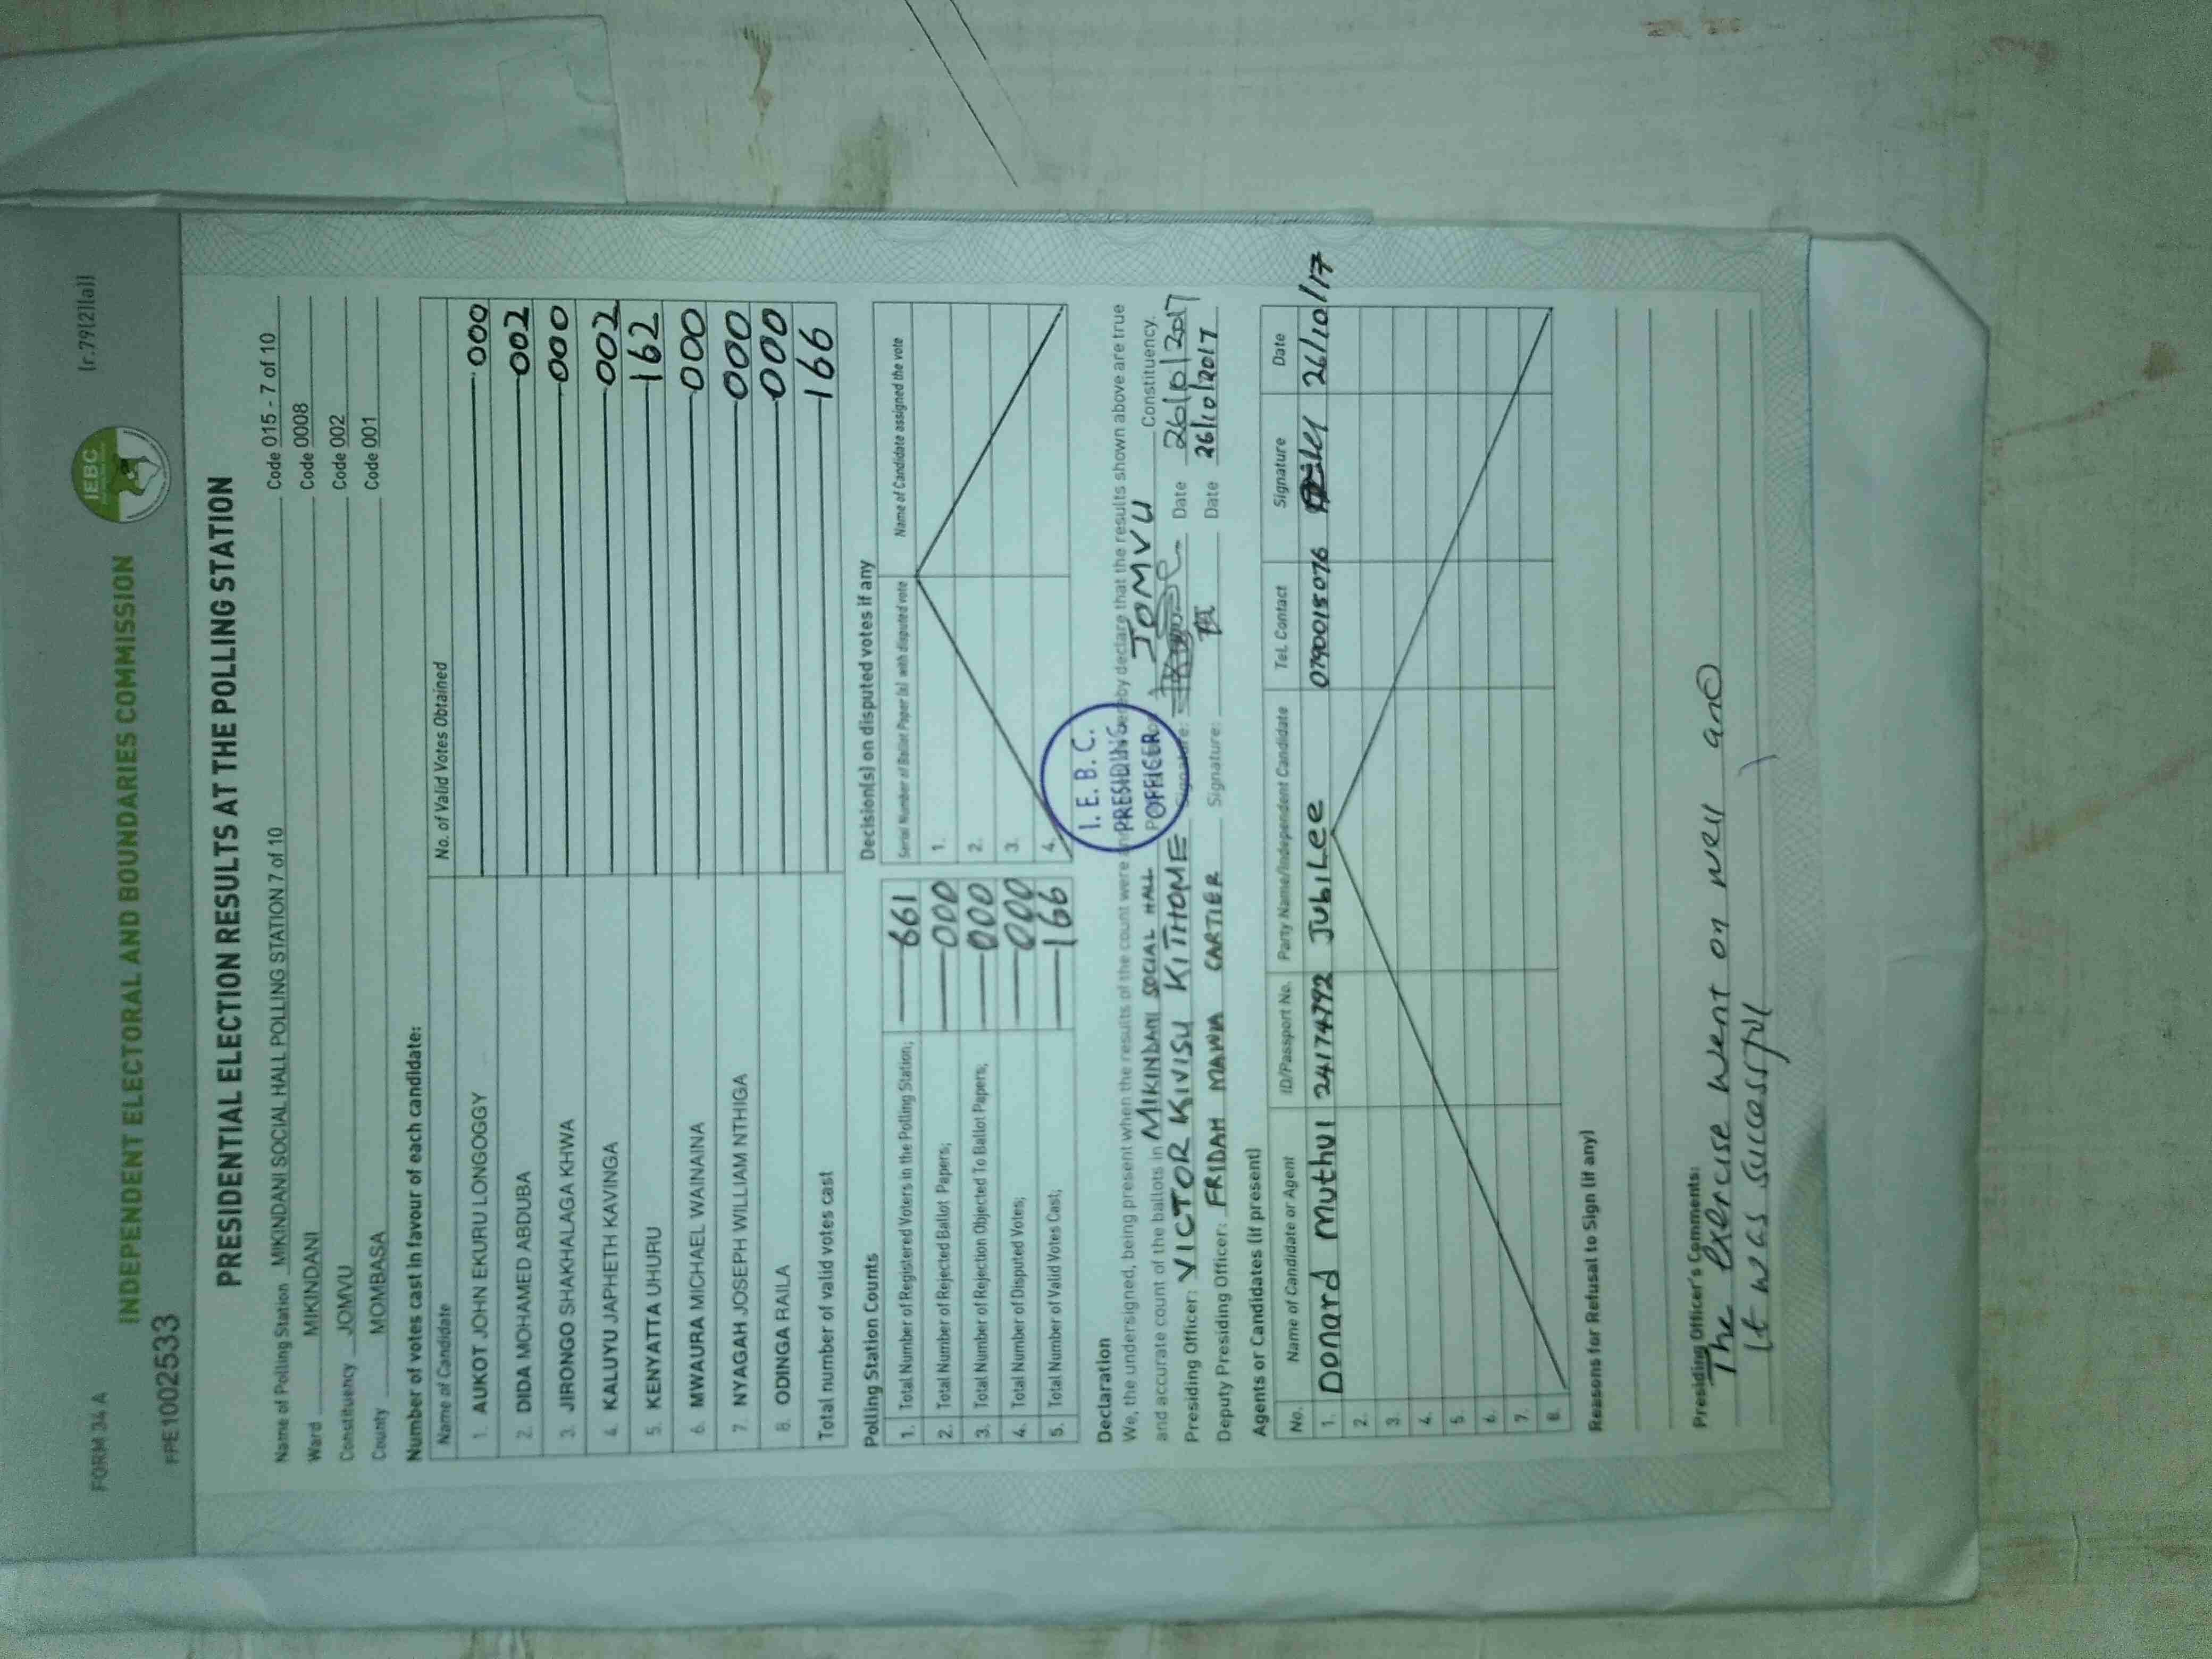 FORM 34 A
[r.79(2)(a)]
IEBC
INDEPENDENT ELECTORAL AND BOUNDARIES COMMISSION
FPE1002533
PRESIDENTIAL ELECTION RESULTS AT THE POLLING STATION
Name of Polling Station MIKINDANI SOCIAL HALL POLLING STATION 7 of 10 Code 015 - 7 of 10
Ward MIKINDANI Code 0008
Constituency JOMVU Code 002
County MOMBASA Code 001
Number of votes cast in favour of each candidate:
Name of Candidate No. of Valid Votes Obtained
1. AUKOT JOHN EKURU LONGOGGY 000
2. DIDA MOHAMED ABDUBA 002
3. JIRONGO SHAKHALAGA KHWA 000
4. KALUYU JAPHETH KAVINGA 002
5. KENYATTA UHURU 162
6. MWAURA MICHAEL WAINAINA 000
7. NYAGAH JOSEPH WILLIAM NTHIGA 000
8. ODINGA RAILA 000
Total number of valid votes cast 166
Polling Station Counts
1. Total Number of Registered Voters in the Polling Station; 661
2. Total Number of Rejected Ballot Papers; 000
3. Total Number of Rejection Objected To Ballot Papers; 000
4. Total Number of Disputed Votes; 000
5. Total Number of Valid Votes Cast; 166
Decision(s) on disputed votes if any
Serial Number of Ballot Paper (s) with disputed vote Name of Candidate assigned the vote
1.
2.
3.
4.
I. E. B. C.
PRESIDING
OFFICER
Declaration
We, the undersigned, being present when the results of the count were hereby declare that the results shown above are true
and accurate count of the ballots in MIKINDANI SOCIAL HALL JOMVU Constituency.
Presiding Officer: VICTOR KIVISU KITHOME Signature: Date 26/10/2017
Deputy Presiding Officer: FRIDAH MAWIA CARTIER Signature: Date 26/10/2017
Agents or Candidates (if present)
No. Name of Candidate or Agent ID/Passport No. Party Name/Independent Candidate Tel. Contact Signature Date
1. Donard Muthui 24174792 JubiLee 0790015076 26/10/17
2.
3.
4.
5.
6.
7.
8.
Reasons for Refusal to Sign (if any)
Presiding Officer's Comments:
The exercise went on well and
it was successful